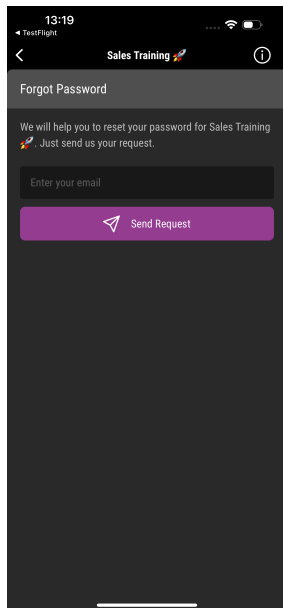 13:19
◀ TestFlight
Sales Training 🚀
Forgot Password
We will help you to reset your password for Sales Training
🚀. Just send us your request.
Enter your email
Send Request